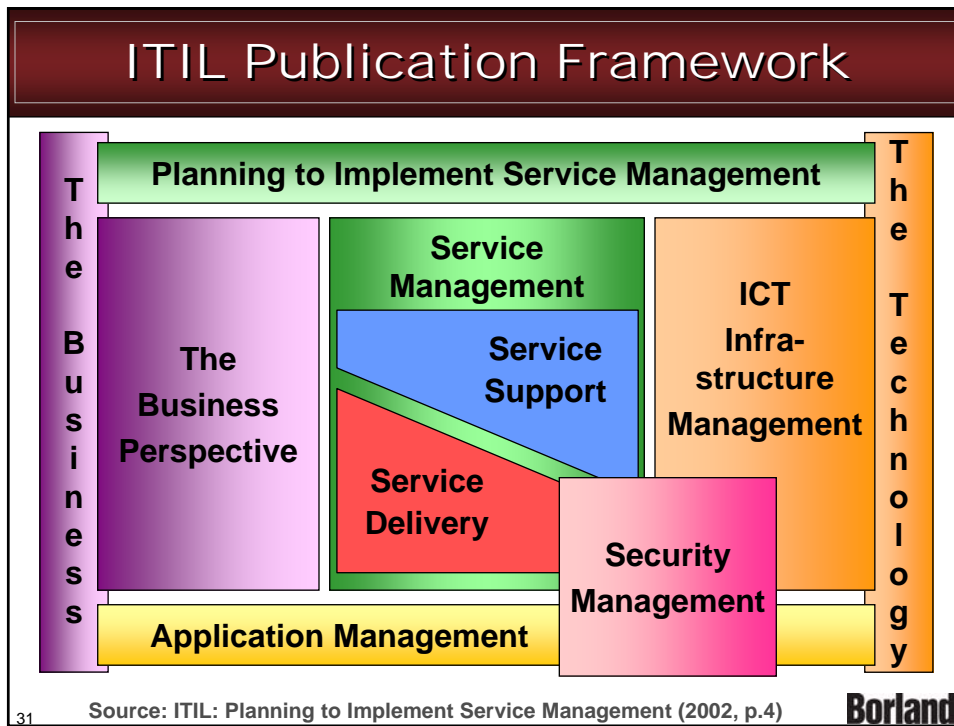 ITIL Publication Framework
The Business
Planning to Implement Service Management
The Technology
The
Business
Perspective
Service
Management
Service
Support
Service
Delivery
ICT
Infra-
structure
Management
Security
Management
Application Management
31
Source: ITIL: Planning to Implement Service Management (2002, p.4)
Borland